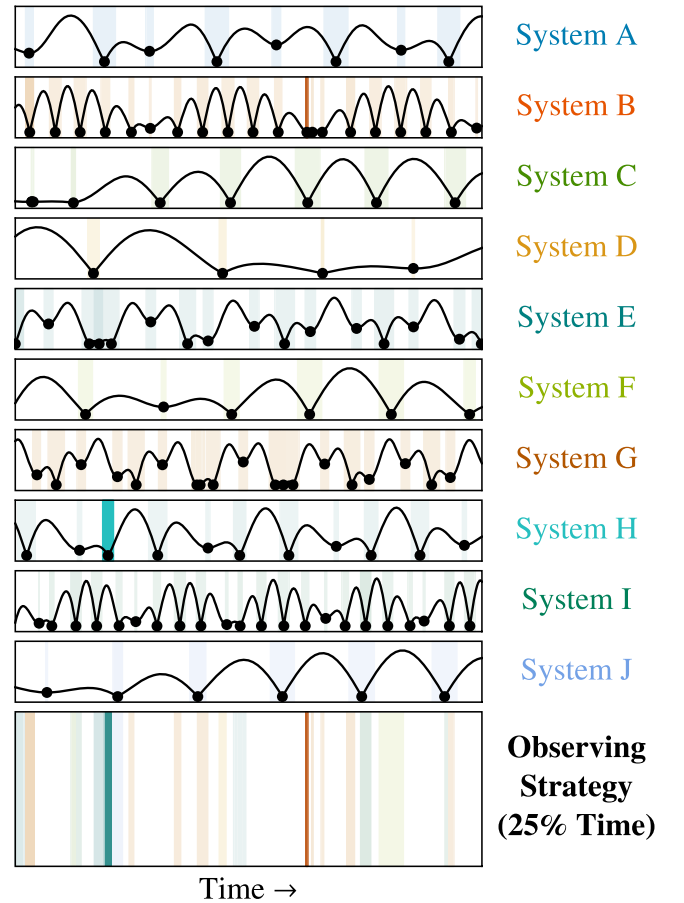 System A
System B
System C
System D
System E
System F
System G
System H
System I
System J
Observing
Strategy
(25% Time)
Time →